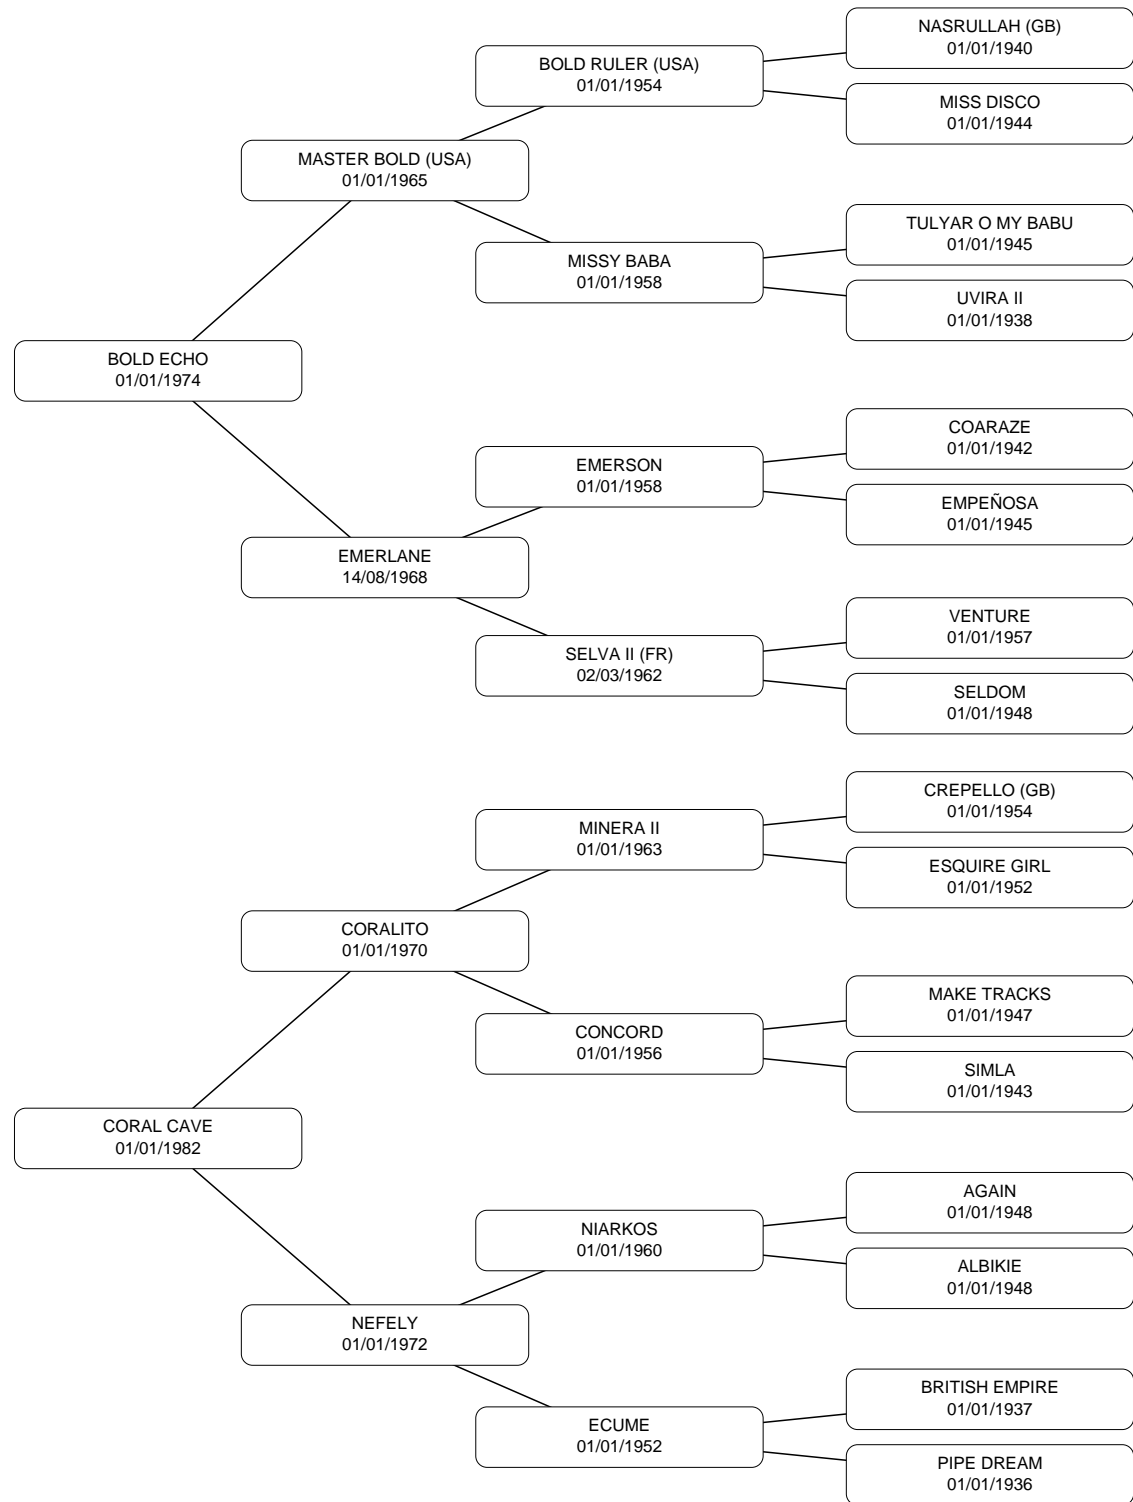 NASRULLAH (GB)
01/01/1940
BOLD RULER (USA)
01/01/1954
MISS DISCO
01/01/1944
MASTER BOLD (USA)
01/01/1965
TULYAR O MY BABU
01/01/1945
MISSY BABA
01/01/1958
UVIRA II
01/01/1938
BOLD ECHO
01/01/1974
COARAZE
01/01/1942
EMERSON
01/01/1958
EMPEÑOSA
01/01/1945
EMERLANE
14/08/1968
VENTURE
01/01/1957
SELVA II (FR)
02/03/1962
SELDOM
01/01/1948
CREPELLO (GB)
01/01/1954
MINERA II
01/01/1963
ESQUIRE GIRL
01/01/1952
CORALITO
01/01/1970
MAKE TRACKS
01/01/1947
CONCORD
01/01/1956
SIMLA
01/01/1943
CORAL CAVE
01/01/1982
AGAIN
01/01/1948
NIARKOS
01/01/1960
ALBIKIE
01/01/1948
NEFELY
01/01/1972
BRITISH EMPIRE
01/01/1937
ECUME
01/01/1952
PIPE DREAM
01/01/1936